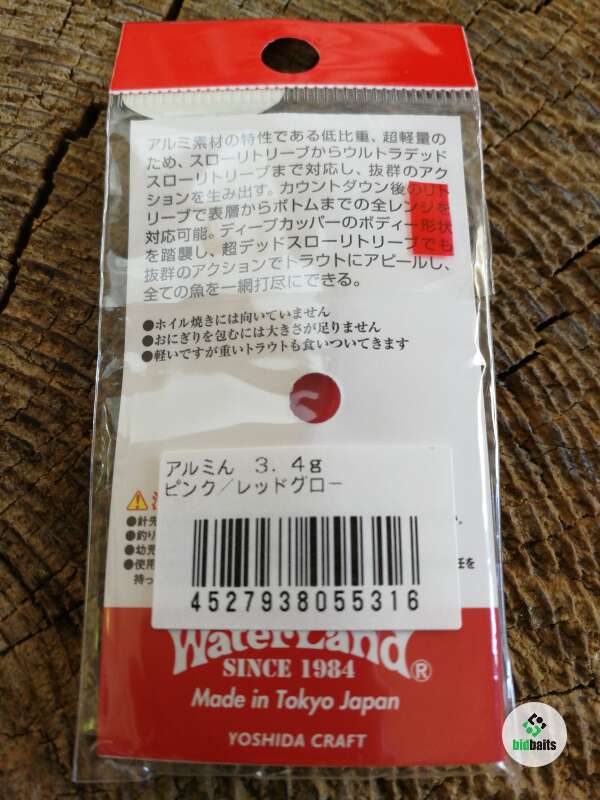 アルミ素材の特性である低比重、超軽量の
ため、スローリトリーブからウルトラデッド
スローリトリーブまで対応し、抜群のアク
ションを生み出す。カウントダウン後のリト
リーブで表層からボトムまでの全レンジを
対応可能。ディープカッパーのボディー形状
を踏襲し、超デッドスローリトリーブでも
抜群のアクションでトラウトにアピールし、
全ての魚を一網打尽にできる。
●ホイル焼きには向いていません
●おにぎりを包むには大きさが足りません
●軽いですが重いトラウトも食いついてきます
アルミん 3.4g
ピンク/レッドグロー
4527938055316
●針先
●釣り
●幼児
●使用
任を
持っ
WaterLand®
SINCE 1984
Made in Tokyo Japan
YOSHIDA CRAFT
bidbaits